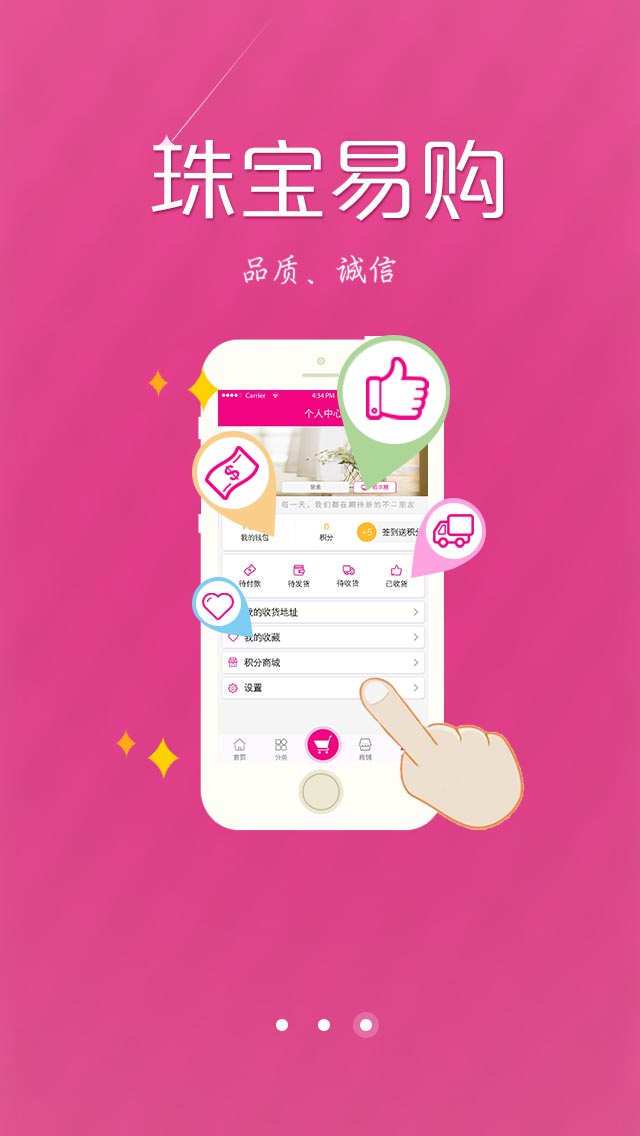 珠宝易购
品质、诚信
Carrier 4:34 PM
个人中心
登录
每一天，我们都在期待新的不二朋友
0
+5 签到送积分
我的钱包 积分
待付款 待发货 待收货 已收货
我的收货地址
我的收藏
积分商城
设置
首页 分类 商铺